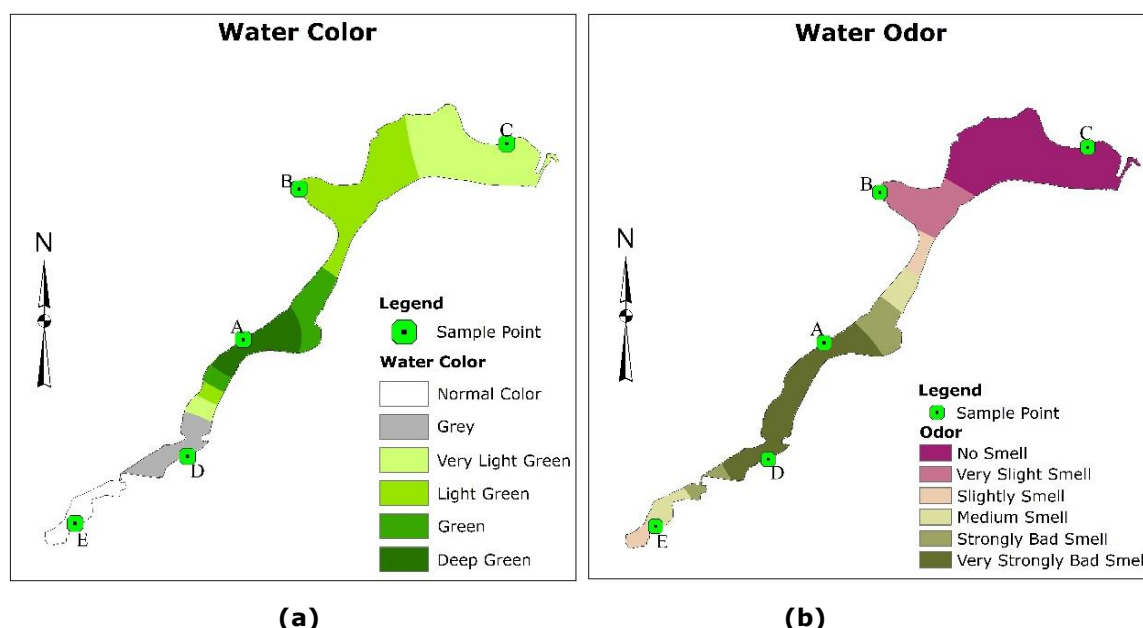 Water Color
C
B
N
A
D
E
Legend
Sample Point
Water Color
Normal Color
Grey
Very Light Green
Light Green
Green
Deep Green
(a)
Water Odor
C
B
N
A
D
E
Legend
Sample Point
Odor
No Smell
Very Slight Smell
Slightly Smell
Medium Smell
Strongly Bad Smell
Very Strongly Bad Smell
(b)